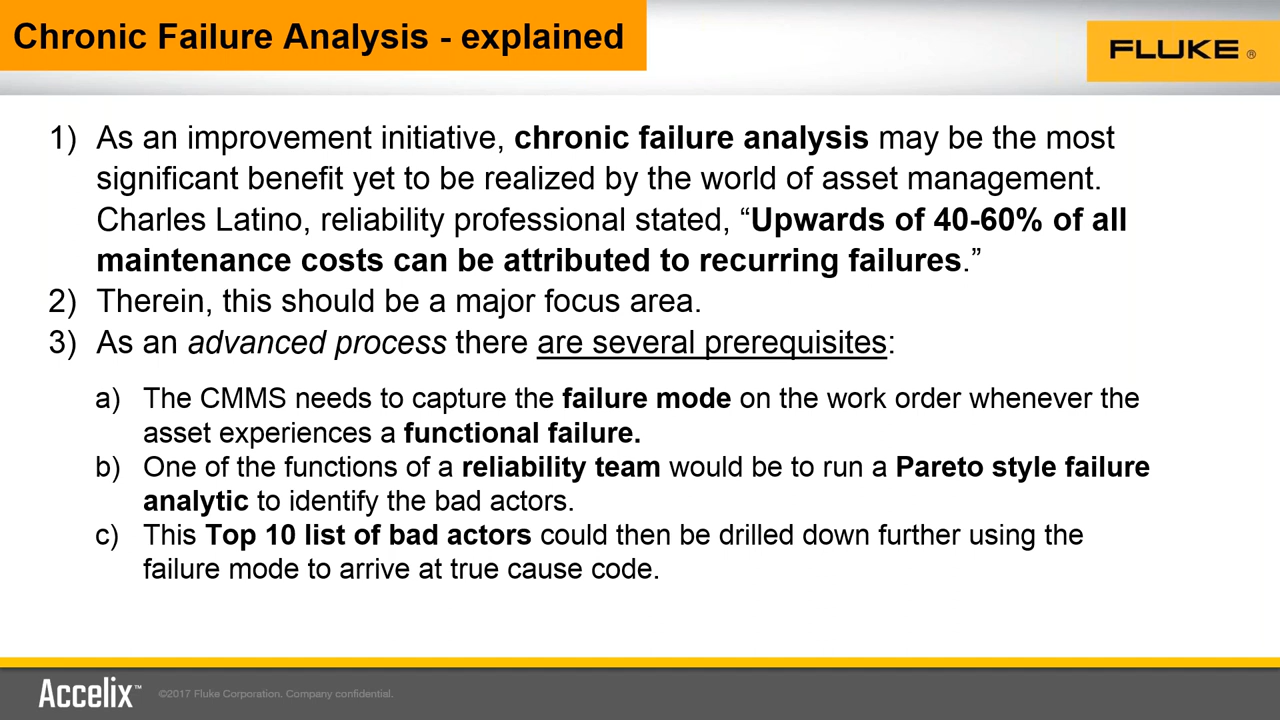 Chronic Failure Analysis - explained
FLUKE ®
1) As an improvement initiative, chronic failure analysis may be the most
significant benefit yet to be realized by the world of asset management.
Charles Latino, reliability professional stated, “Upwards of 40-60% of all
maintenance costs can be attributed to recurring failures.”
2) Therein, this should be a major focus area.
3) As an advanced process there are several prerequisites:
a) The CMMS needs to capture the failure mode on the work order whenever the
asset experiences a functional failure.
b) One of the functions of a reliability team would be to run a Pareto style failure
analytic to identify the bad actors.
c) This Top 10 list of bad actors could then be drilled down further using the
failure mode to arrive at true cause code.
Accelix™ ©2017 Fluke Corporation. Company confidential.